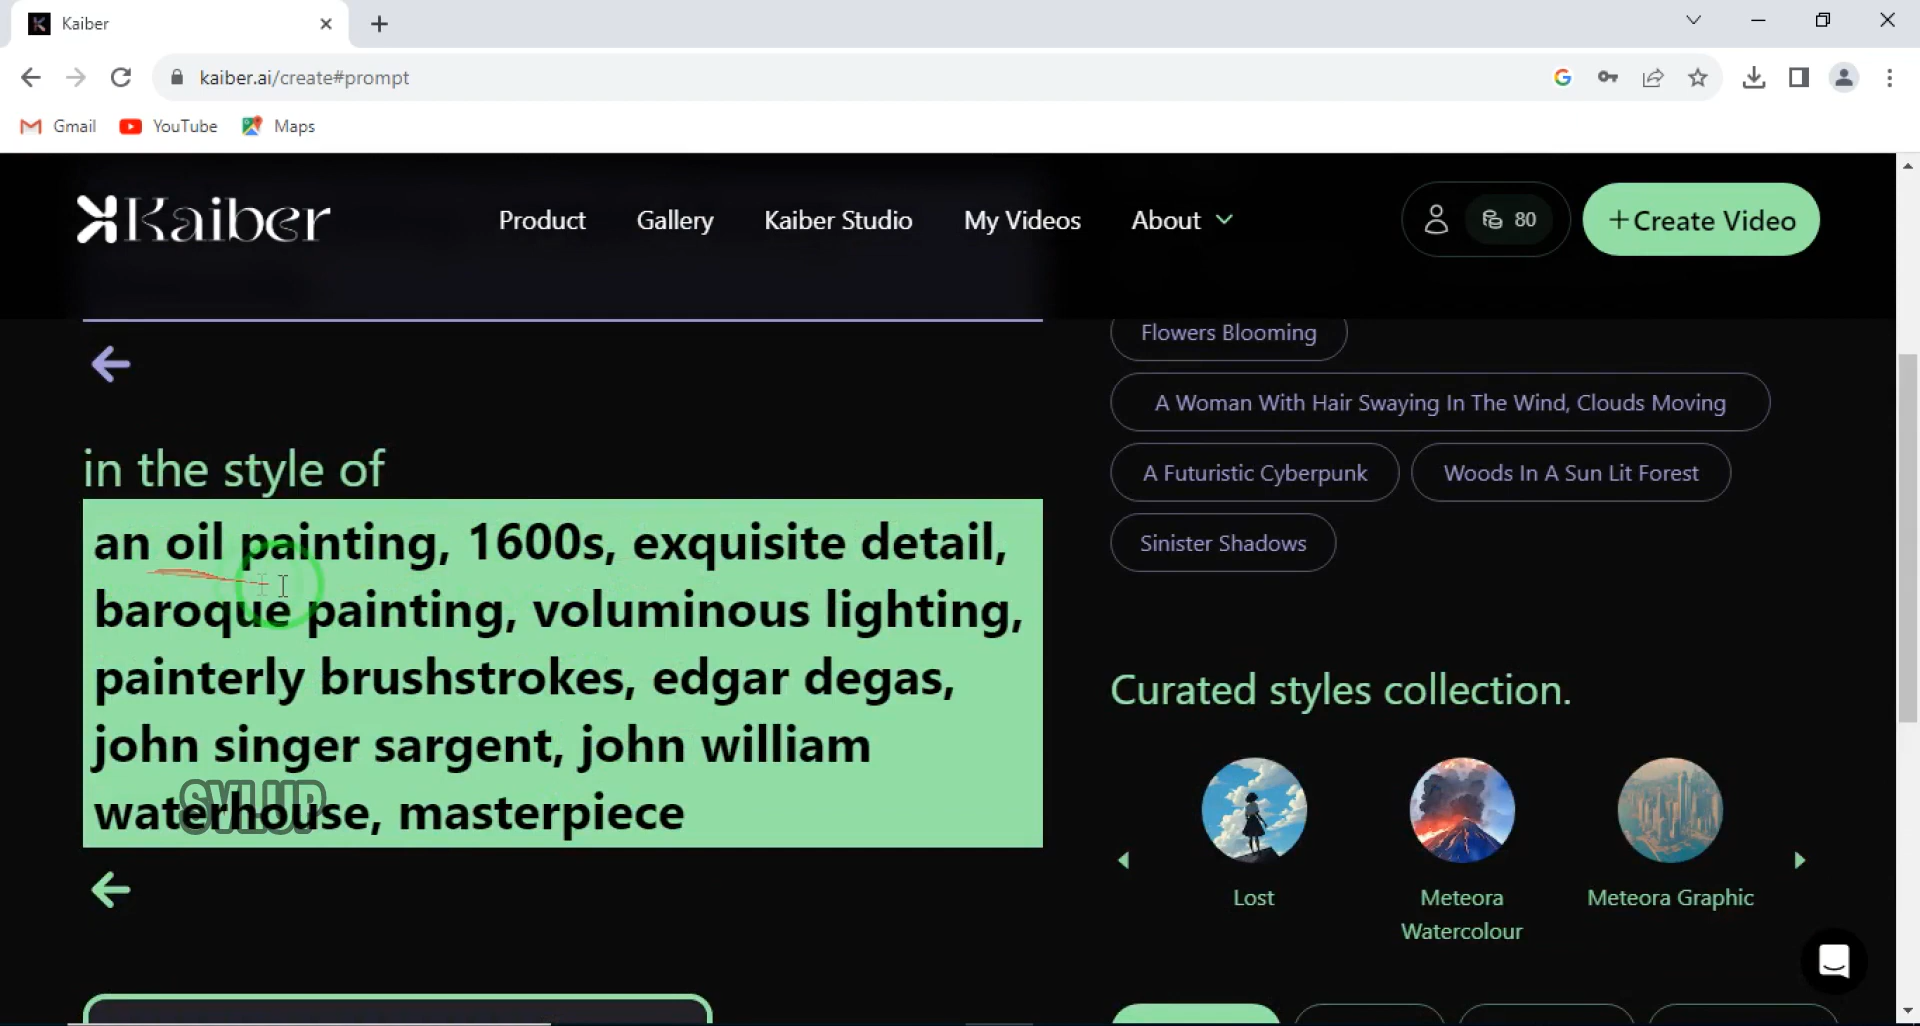 Kaiber
kaiber.ai/create#prompt
Gmail YouTube Maps
Kaiber Product Gallery Kaiber Studio My Videos About 80 +Create Video
Flowers Blooming
A Woman With Hair Swaying In The Wind, Clouds Moving
A Futuristic Cyberpunk Woods In A Sun Lit Forest
Sinister Shadows
in the style of
an oil painting, 1600s, exquisite detail,
baroque painting, voluminous lighting,
painterly brushstrokes, edgar degas,
john singer sargent, john william
waterhouse, masterpiece
SYLUP
Curated styles collection.
Lost Meteora Meteora Graphic
Watercolour